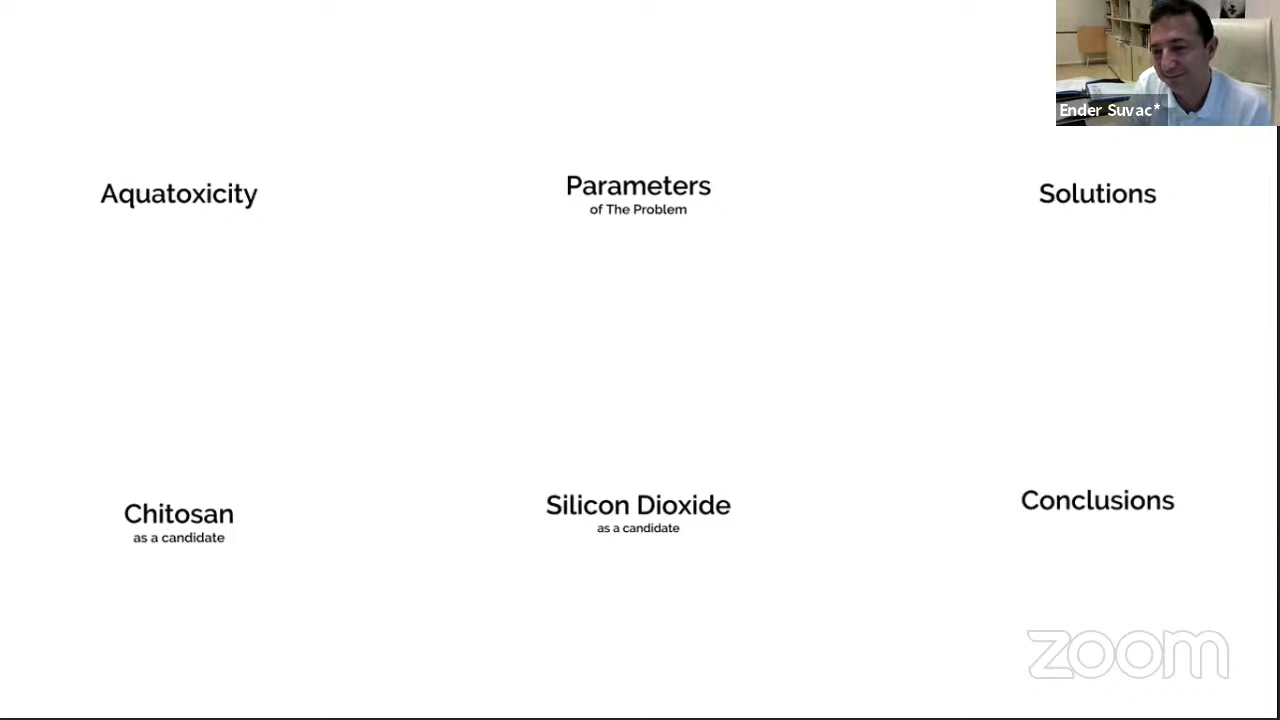 Ender Suvac*
Aquatoxicity
Parameters
of The Problem
Solutions
Chitosan
as a candidate
Silicon Dioxide
as a candidate
Conclusions
zoom